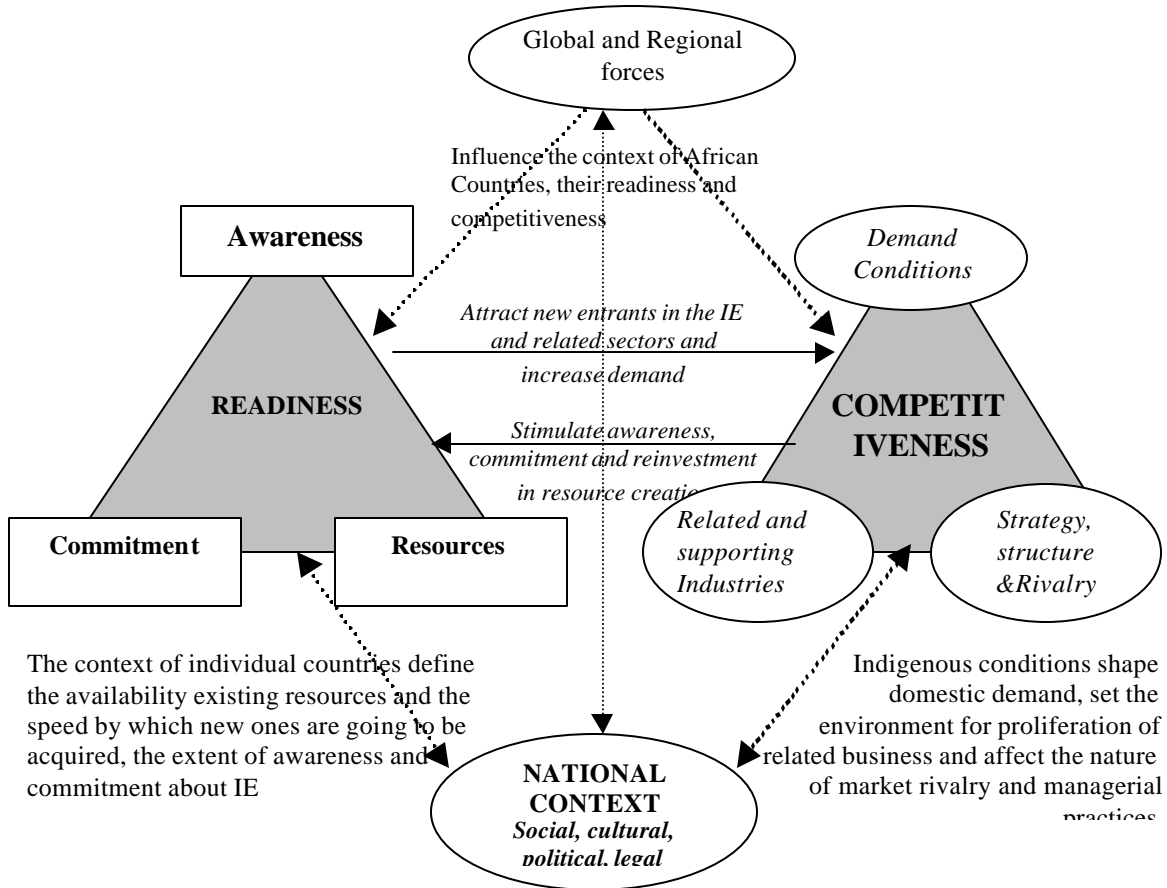 Global and Regional
forces
Influence the context of African
Countries, their readiness and
competitiveness
Awareness
Demand
Conditions
Attract new entrants in the IE
and related sectors and
increase demand
READINESS
COMPETIT
IVENESS
Stimulate awareness,
commitment and reinvestment
in resource creatio
Commitment
Resources
Related and
supporting
Industries
Strategy,
structure
&Rivalry
The context of individual countries define
the availability existing resources and the
speed by which new ones are going to be
acquired, the extent of awareness and
commitment about IE
Indigenous conditions shape
domestic demand, set the
environment for proliferation of
related business and affect the nature
of market rivalry and managerial
practices
NATIONAL
CONTEXT
Social, cultural,
political, legal